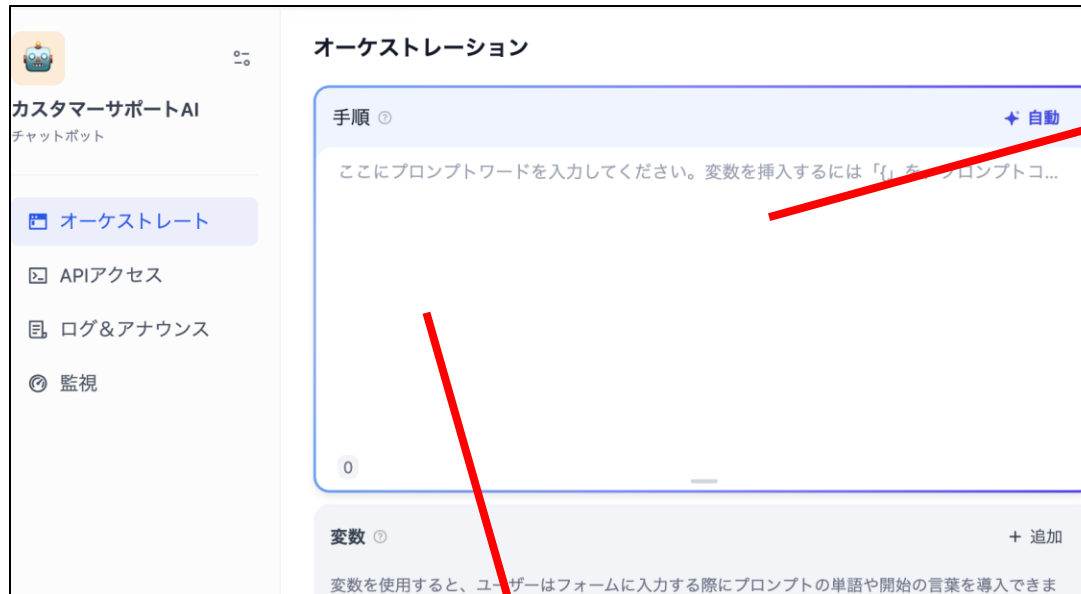 オーケストレーション
カスタマーサポートAI
チャットボット
オーケストレート
APIアクセス
ログ&アナウンス
監視
手順
自動
ここにプロンプトワードを入力してください。変数を挿入するには「{」を、プロンプトコ...
0
変数
+ 追加
変数を使用すると、ユーザーはフォームに入力する際にプロンプトの単語や開始の言葉を導入できま